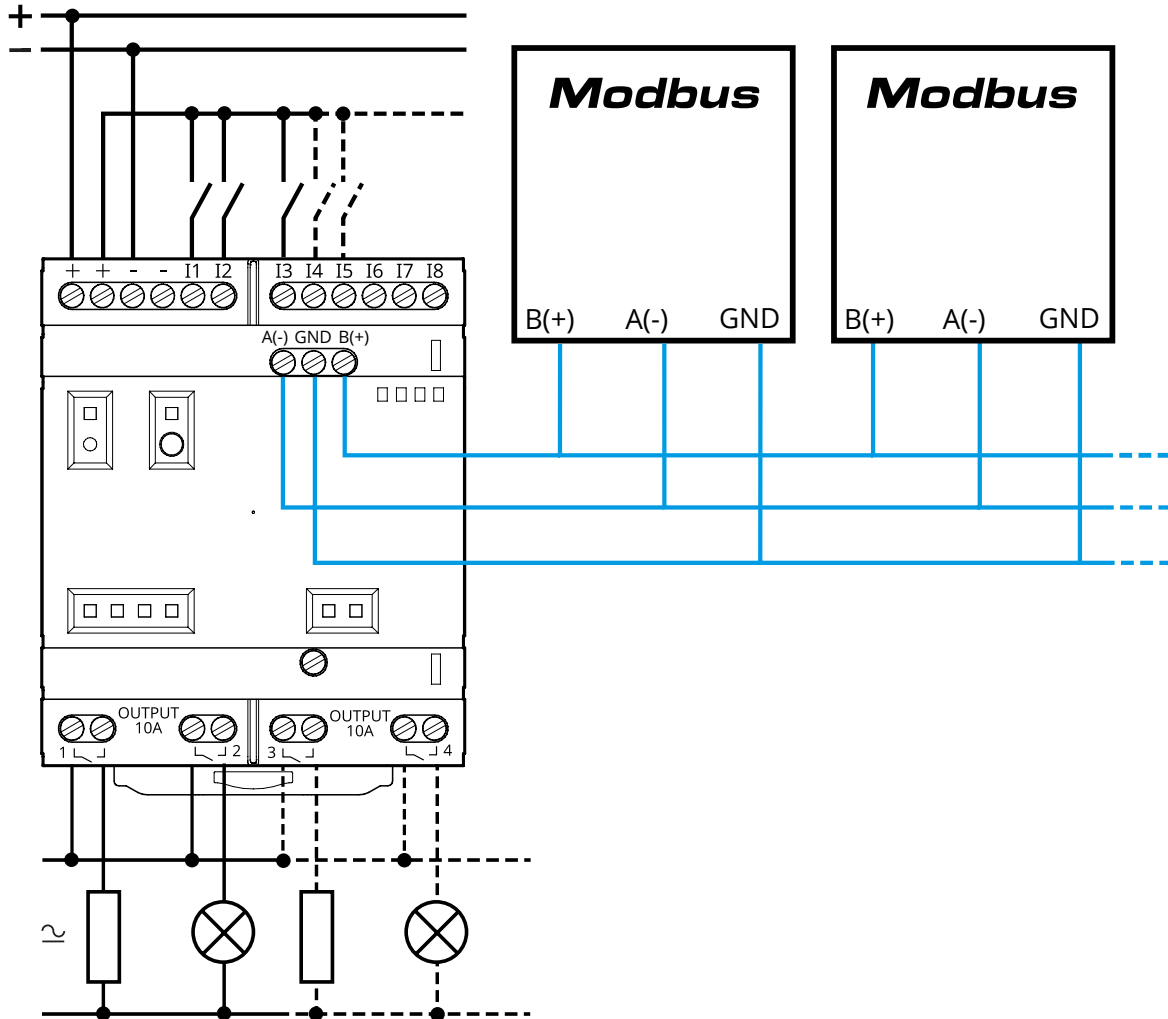 +
−
Modbus
Modbus
+ + - - I1 I2 I3 I4 I5 I6 I7 I8
B(+) A(-) GND
B(+) A(-) GND
A(-) GND B(+)
OUTPUT
10A
OUTPUT
10A
1 2 3 4
≃